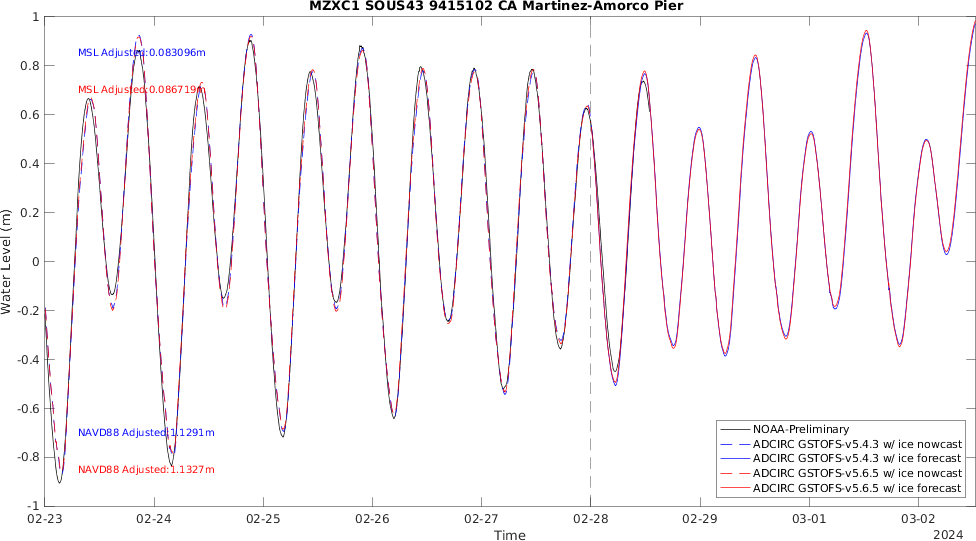 MZXC1 SOUS43 9415102 CA Martinez-Amorco Pier
1
0.8
0.6
0.4
0.2
0
-0.2
-0.4
-0.6
-0.8
-1
Water Level (m)
MSL Adjusted:0.083096m
MSL Adjusted:0.086719m
NAVD88 Adjusted:1.1291m
NAVD88 Adjusted:1.1327m
NOAA-Preliminary
ADCIRC GSTOFS-v5.4.3 w/ ice nowcast
ADCIRC GSTOFS-v5.4.3 w/ ice forecast
ADCIRC GSTOFS-v5.6.5 w/ ice nowcast
ADCIRC GSTOFS-v5.6.5 w/ ice forecast
02-23 02-24 02-25 02-26 02-27 02-28 02-29 03-01 03-02
Time
2024